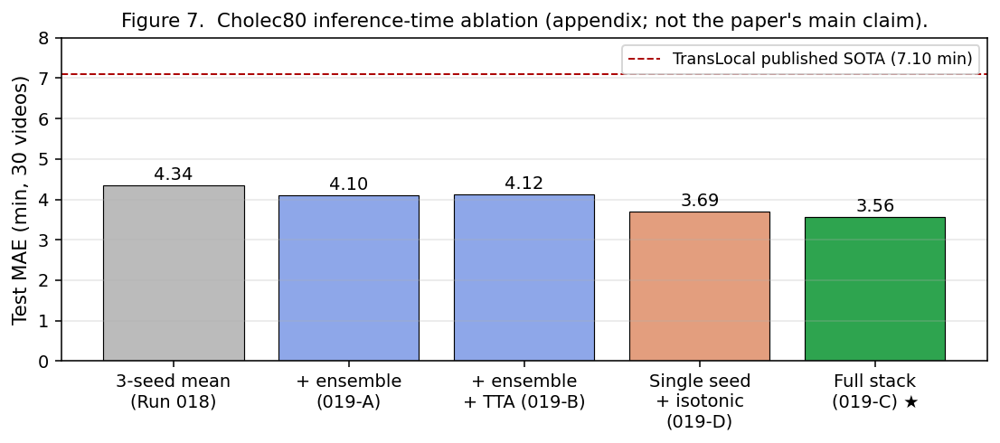 Figure 7.  Cholec80 inference-time ablation (appendix; not the paper's main claim).
TransLocal published SOTA (7.10 min)
Test MAE (min, 30 videos)
8
7
6
5
4
3
2
1
0
4.34
4.10
4.12
3.69
3.56
3-seed mean
(Run 018)
+ ensemble
(019-A)
+ ensemble
+ TTA (019-B)
Single seed
+ isotonic
(019-D)
Full stack
(019-C) ★